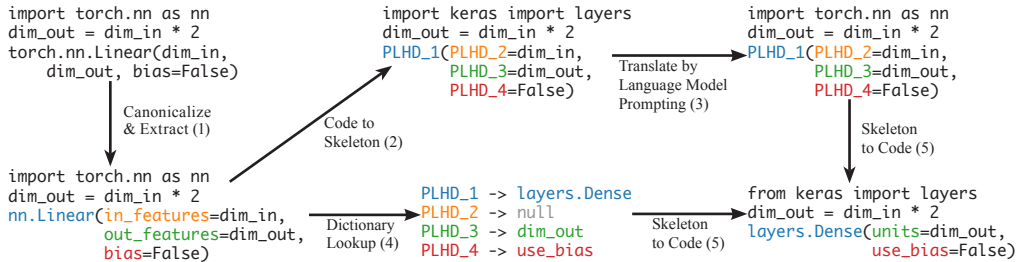 import torch.nn as nn
dim_out = dim_in * 2
torch.nn.Linear(dim_in,
dim_out, bias=False)
Canonicalize
& Extract (1)
import torch.nn as nn
dim_out = dim_in * 2
nn.Linear(in_features=dim_in,
out_features=dim_out,
bias=False)
Code to
Skeleton (2)
import keras import layers
dim_out = dim_in * 2
PLHD_1(PLHD_2=dim_in,
PLHD_3=dim_out,
PLHD_4=False)
Translate by
Language Model
Prompting (3)
import torch.nn as nn
dim_out = dim_in * 2
PLHD_1(PLHD_2=dim_in,
PLHD_3=dim_out,
PLHD_4=False)
Skeleton
to Code (5)
Dictionary
Lookup (4)
PLHD_1 -> layers.Dense
PLHD_2 -> null
PLHD_3 -> dim_out
PLHD_4 -> use_bias
Skeleton
to Code (5)
from keras import layers
dim_out = dim_in * 2
layers.Dense(units=dim_out,
use_bias=False)